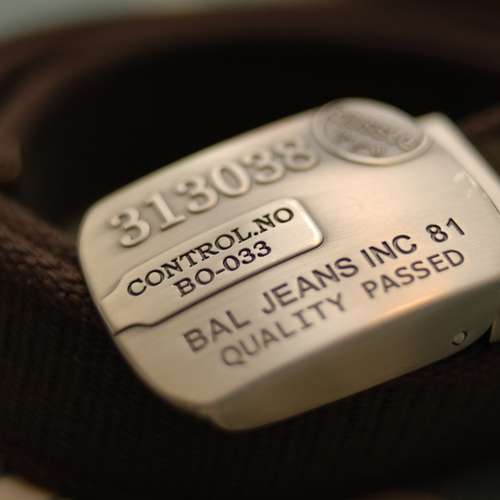 313038
CONTROL.NO
BO-033
BAL JEANS INC 81
QUALITY PASSED